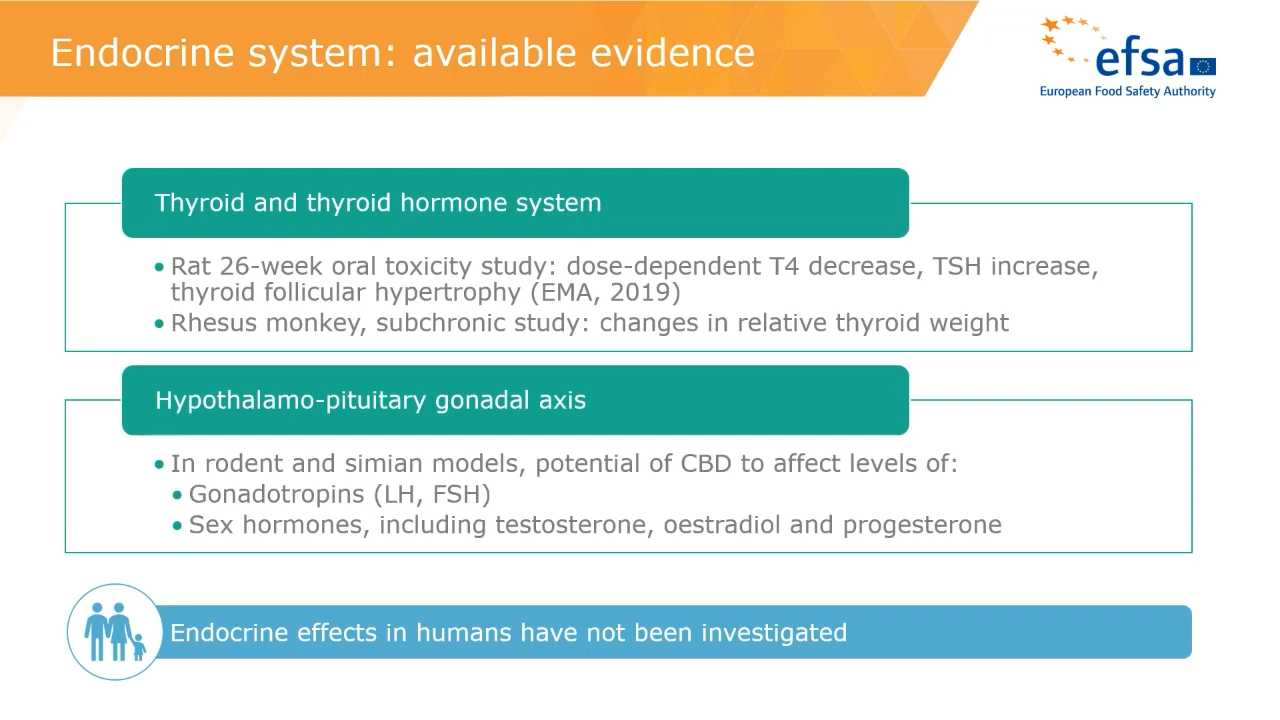 Endocrine system: available evidence
efsa
European Food Safety Authority
Thyroid and thyroid hormone system
• Rat 26-week oral toxicity study: dose-dependent T4 decrease, TSH increase,
thyroid follicular hypertrophy (EMA, 2019)
• Rhesus monkey, subchronic study: changes in relative thyroid weight
Hypothalamo-pituitary gonadal axis
• In rodent and simian models, potential of CBD to affect levels of:
• Gonadotropins (LH, FSH)
• Sex hormones, including testosterone, oestradiol and progesterone
Endocrine effects in humans have not been investigated